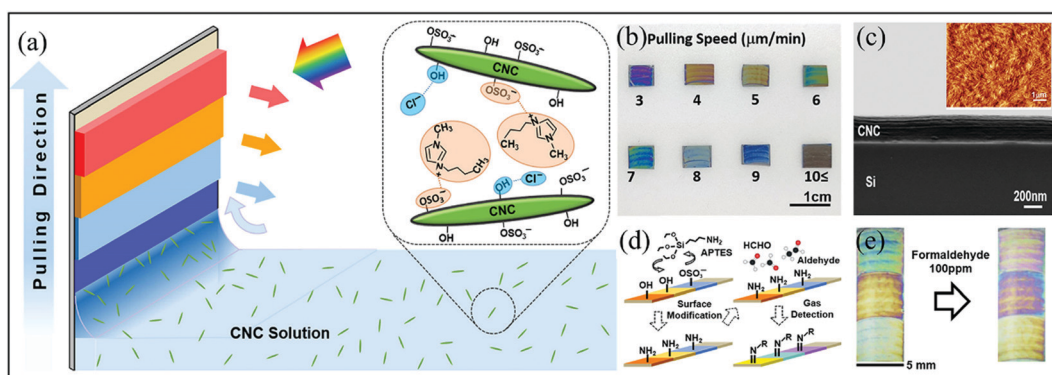 (a)
Pulling Direction
CNC Solution
OSO₃⁻
OH
OSO₃⁻
CNC
OH
Cl⁻
OSO₃⁻
OH
CH₃
N
N
+
CH₃
N
N
+
CH₃
OSO₃⁻
OH
Cl⁻
OSO₃⁻
CNC
OH
OSO₃⁻
OH
(b)
Pulling Speed (μm/min)
3 4 5 6
7 8 9 10≤
1cm
(c)
1μm
CNC
Si
200nm
(d)
Si
O
O
O
NH₂
APTES
HCHO
Aldehyde
OH
OH
OSO₃⁻
NH₂
NH₂
NH₂
Surface
Modification
Gas
Detection
NH₂
NH₂
NH₂
N-R
N-R
N-R
(e)
Formaldehyde
100ppm
5 mm